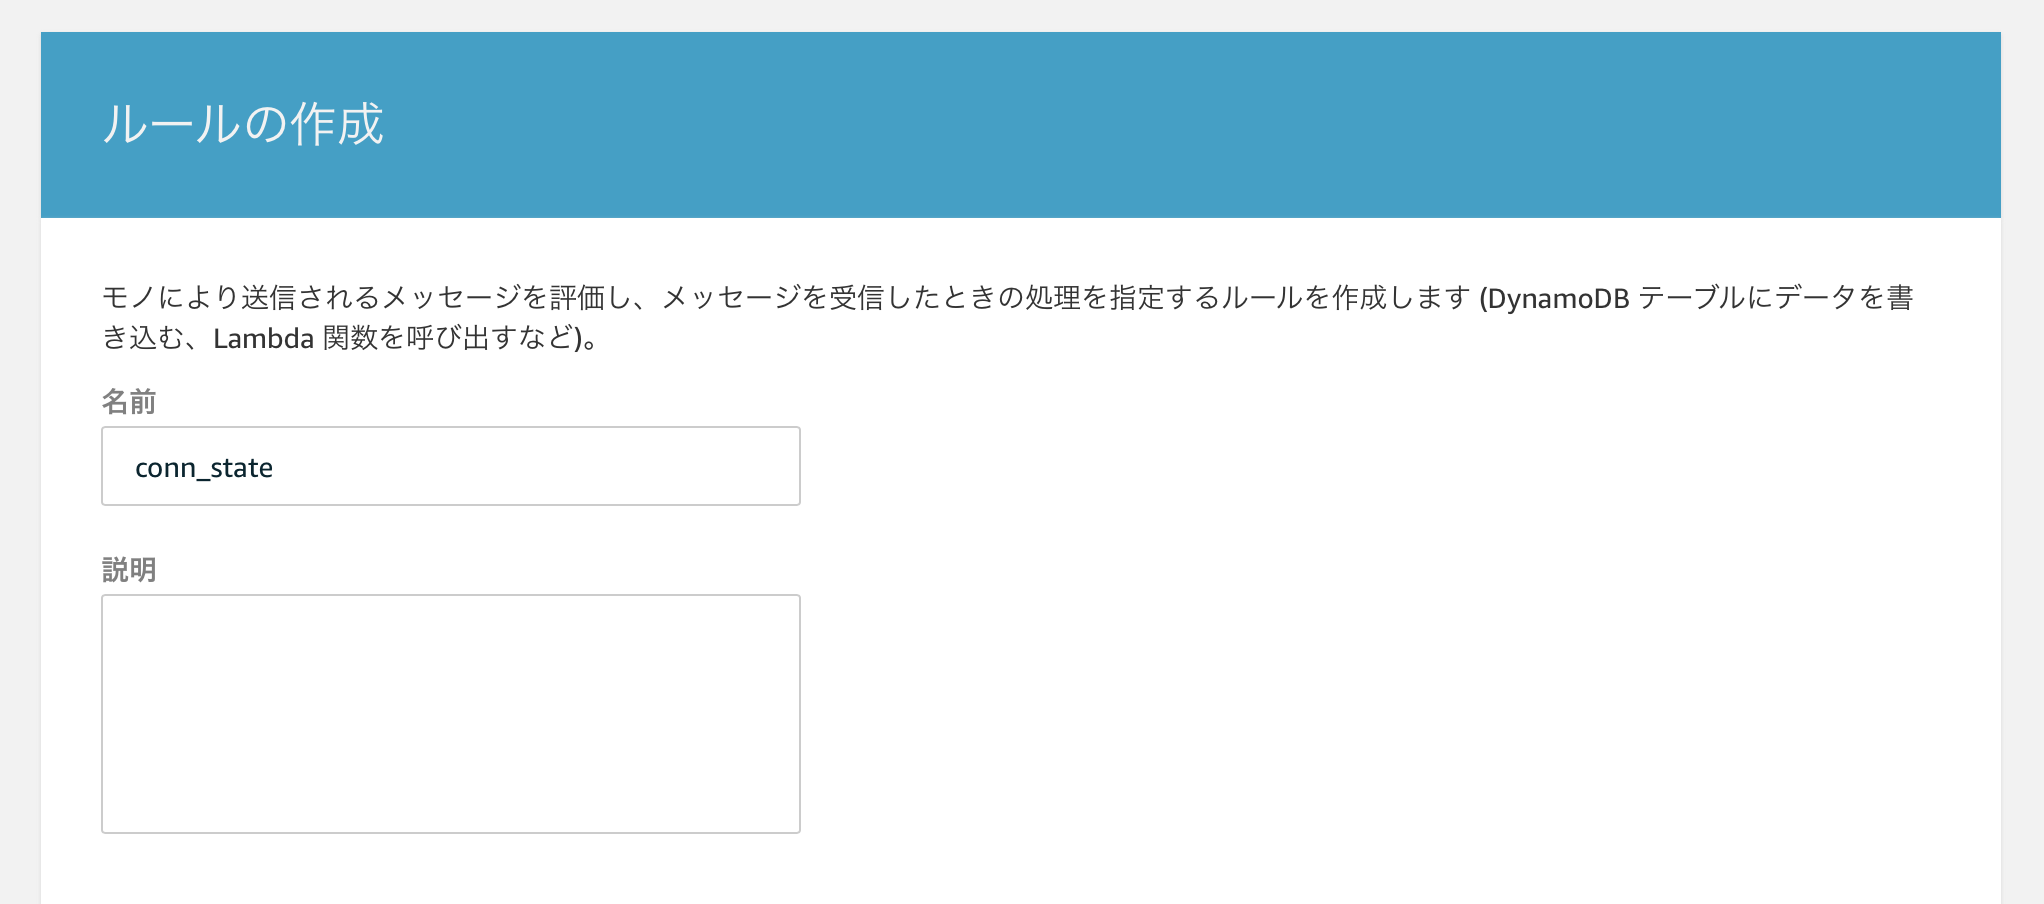 ルールの作成
モノにより送信されるメッセージを評価し、メッセージを受信したときの処理を指定するルールを作成します (DynamoDB テーブルにデータを書
き込む、Lambda 関数を呼び出すなど)。
名前
conn_state
説明